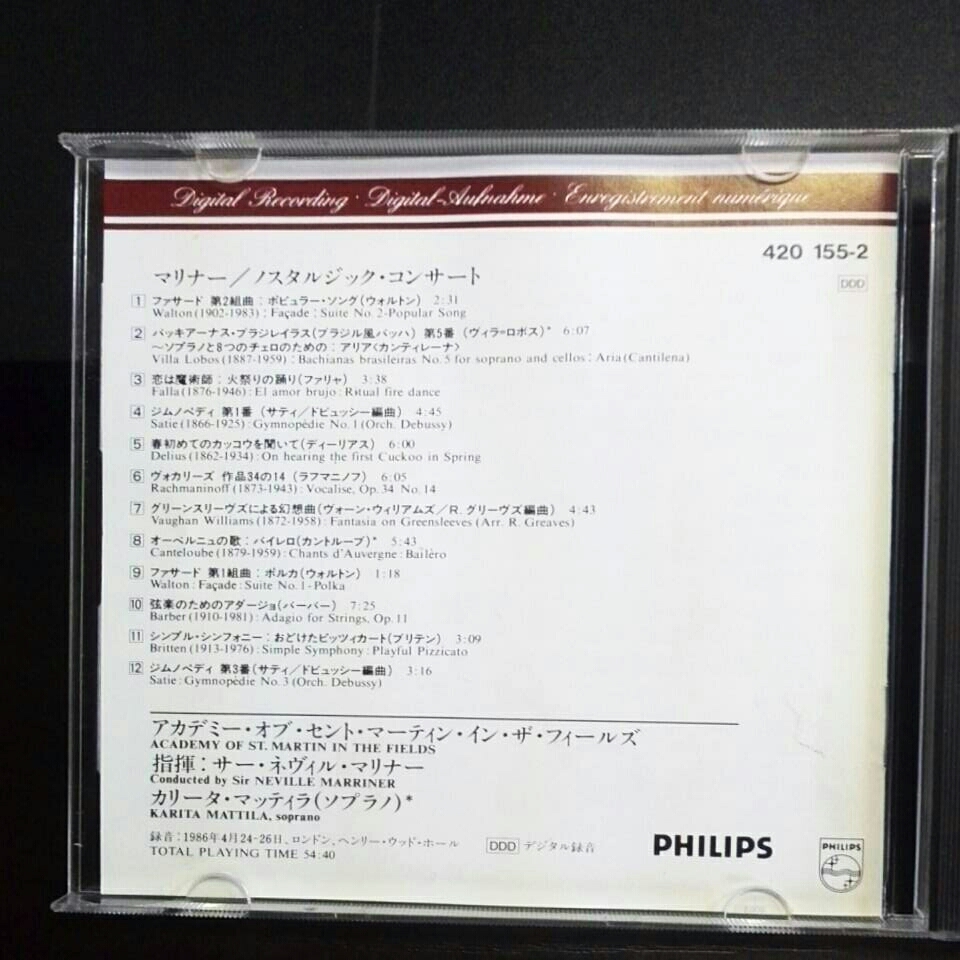 Digital Recording · Digital-Aufnahme · Enregistrement numérique
420 155-2
マリナー/ノスタルジック・コンサート
DDD
1 ファサード 第2組曲:ポピュラー・ソング(ウォルトン) 2:31
Walton(1902-1983):Façade:Suite No.2-Popular Song
2 バッキアーナス・ブラジレイラス(ブラジル風バッハ) 第5番 (ヴィラ=ロボス)* 6:07
〜ソプラノと8つのチェロのための:アリア〈カンティレーナ〉
Villa Lobos(1887-1959):Bachianas brasileiras No.5 for soprano and cellos:Aria(Cantilena)
3 恋は魔術師:火祭りの踊り(ファリャ) 3:38
Falla(1876-1946):El amor brujo:Ritual fire dance
4 ジムノペディ 第1番 (サティ/ドビュッシー編曲) 4:45
Satie(1866-1925):Gymnopédie No.1(Orch. Debussy)
5 春初めてのカッコウを聞いて(ディーリアス) 6:00
Delius(1862-1934):On hearing the first Cuckoo in Spring
6 ヴォカリーズ 作品34の14 (ラフマニノフ) 6:05
Rachmaninoff(1873-1943):Vocalise, Op.34 No.14
7 グリーンスリーヴズによる幻想曲(ヴォーン・ウィリアムズ/R.グリーヴズ編曲) 4:43
Vaughan Williams(1872-1958):Fantasia on Greensleeves(Arr. R. Greaves)
8 オーベルニュの歌:バイレロ(カントルーブ)* 5:43
Canteloube(1879-1959):Chants d'Auvergne:Baïlèro
9 ファサード 第1組曲:ポルカ(ウォルトン) 1:18
Walton:Façade:Suite No.1-Polka
10 弦楽のためのアダージョ(バーバー) 7:25
Barber(1910-1981):Adagio for Strings, Op.11
11 シンプル・シンフォニー:おどけたピッツィカート(ブリテン) 3:09
Britten(1913-1976):Simple Symphony:Playful Pizzicato
12 ジムノペディ 第3番(サティ/ドビュッシー編曲) 3:16
Satie:Gymnopédie No.3(Orch. Debussy)
アカデミー・オブ・セント・マーティン・イン・ザ・フィールズ
ACADEMY OF ST. MARTIN IN THE FIELDS
指揮:サー・ネヴィル・マリナー
Conducted by Sir NEVILLE MARRINER
カリータ・マッティラ(ソプラノ)*
KARITA MATTILA, soprano
録音:1986年4月24-26日、ロンドン、ヘンリー・ウッド・ホール
DDD デジタル録音
TOTAL PLAYING TIME 54:40
PHILIPS
PHILIPS